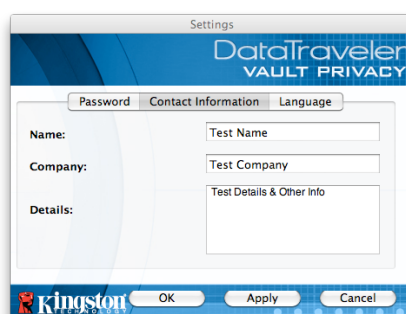 Settings
DataTraveler
VAULT PRIVACY
Password Contact Information Language
Name: Test Name
Company: Test Company
Details: Test Details & Other Info
Kingston
TECHNOLOGY
OK Apply Cancel